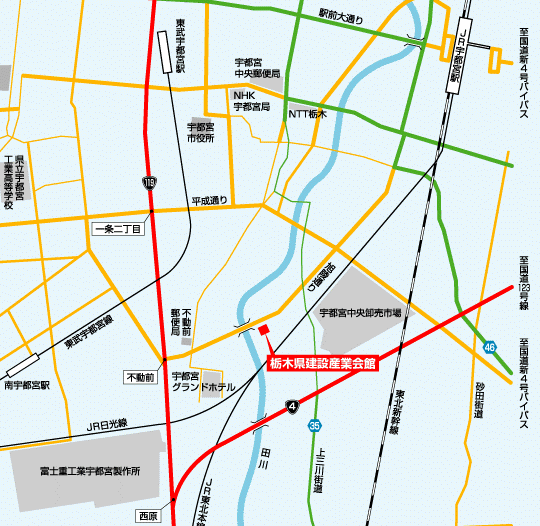 駅前大通り
JR宇都宮駅
至国道新4号バイパス
東武宇都宮駅
宇都宮
中央郵便局
NHK
宇都宮局
NTT栃木
宇都宮
市役所
県立宇都宮
工業高等学校
119
平成通り
一条二丁目
旭陵通り
宇都宮中央卸売市場
至国道123号線
不動前
郵便局
東武宇都宮線
栃木県建設産業会館
46
至国道新4号バイパス
不動前
宇都宮
グランドホテル
南宇都宮駅
砂田街道
東北新幹線
JR日光線
4
35
上三川街道
田川
富士重工業宇都宮製作所
JR東北本線
西原